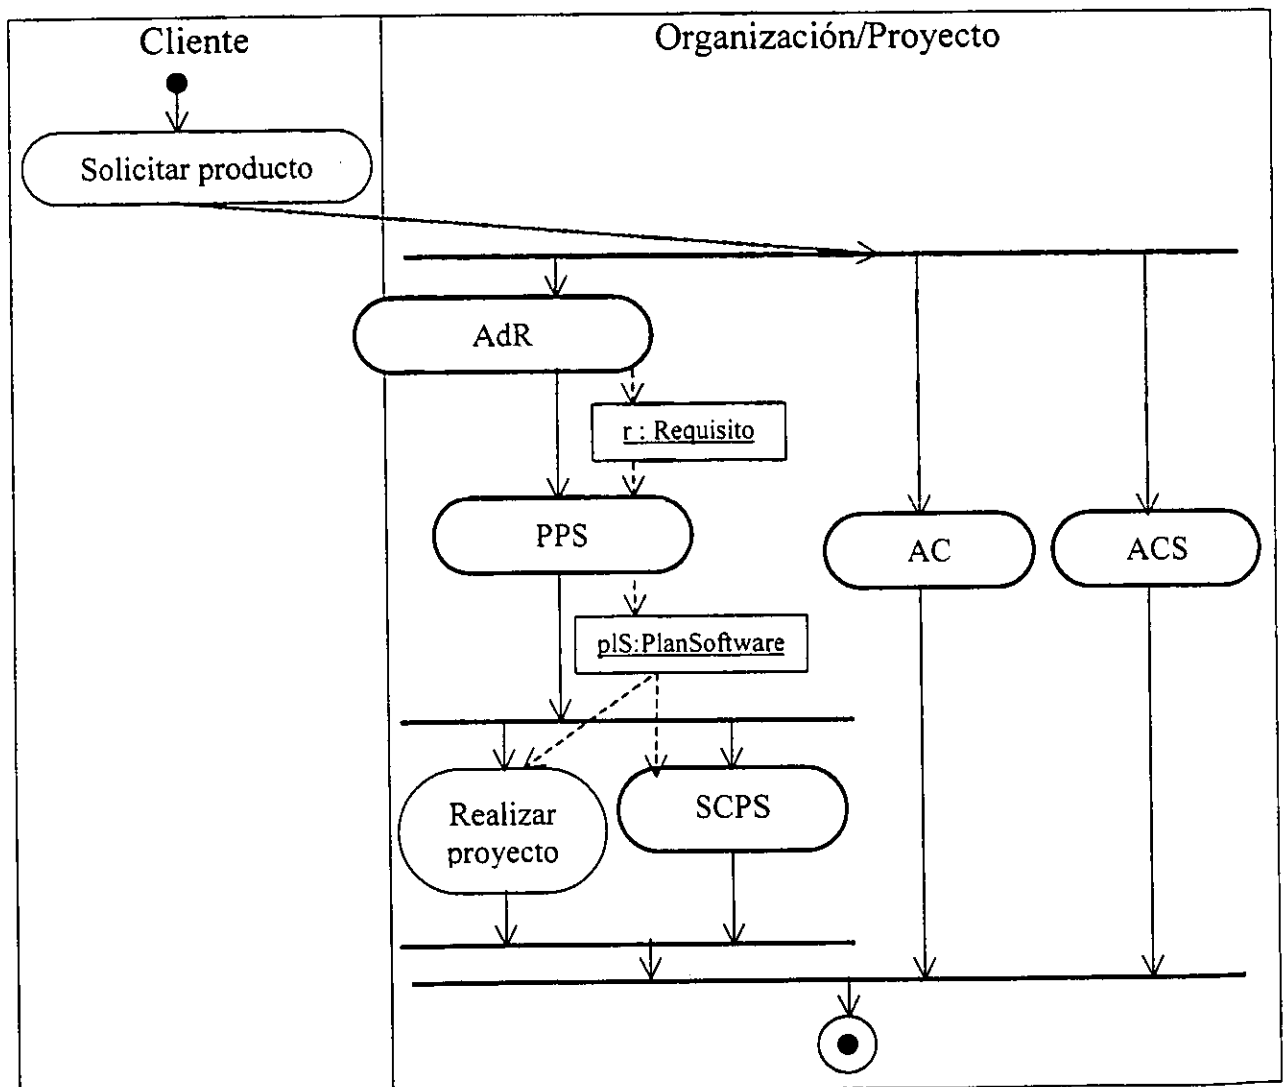 Cliente
Organización/Proyecto
Solicitar producto
AdR
r : Requisito
PPS
AC
ACS
plS:PlanSoftware
Realizar
proyecto
SCPS